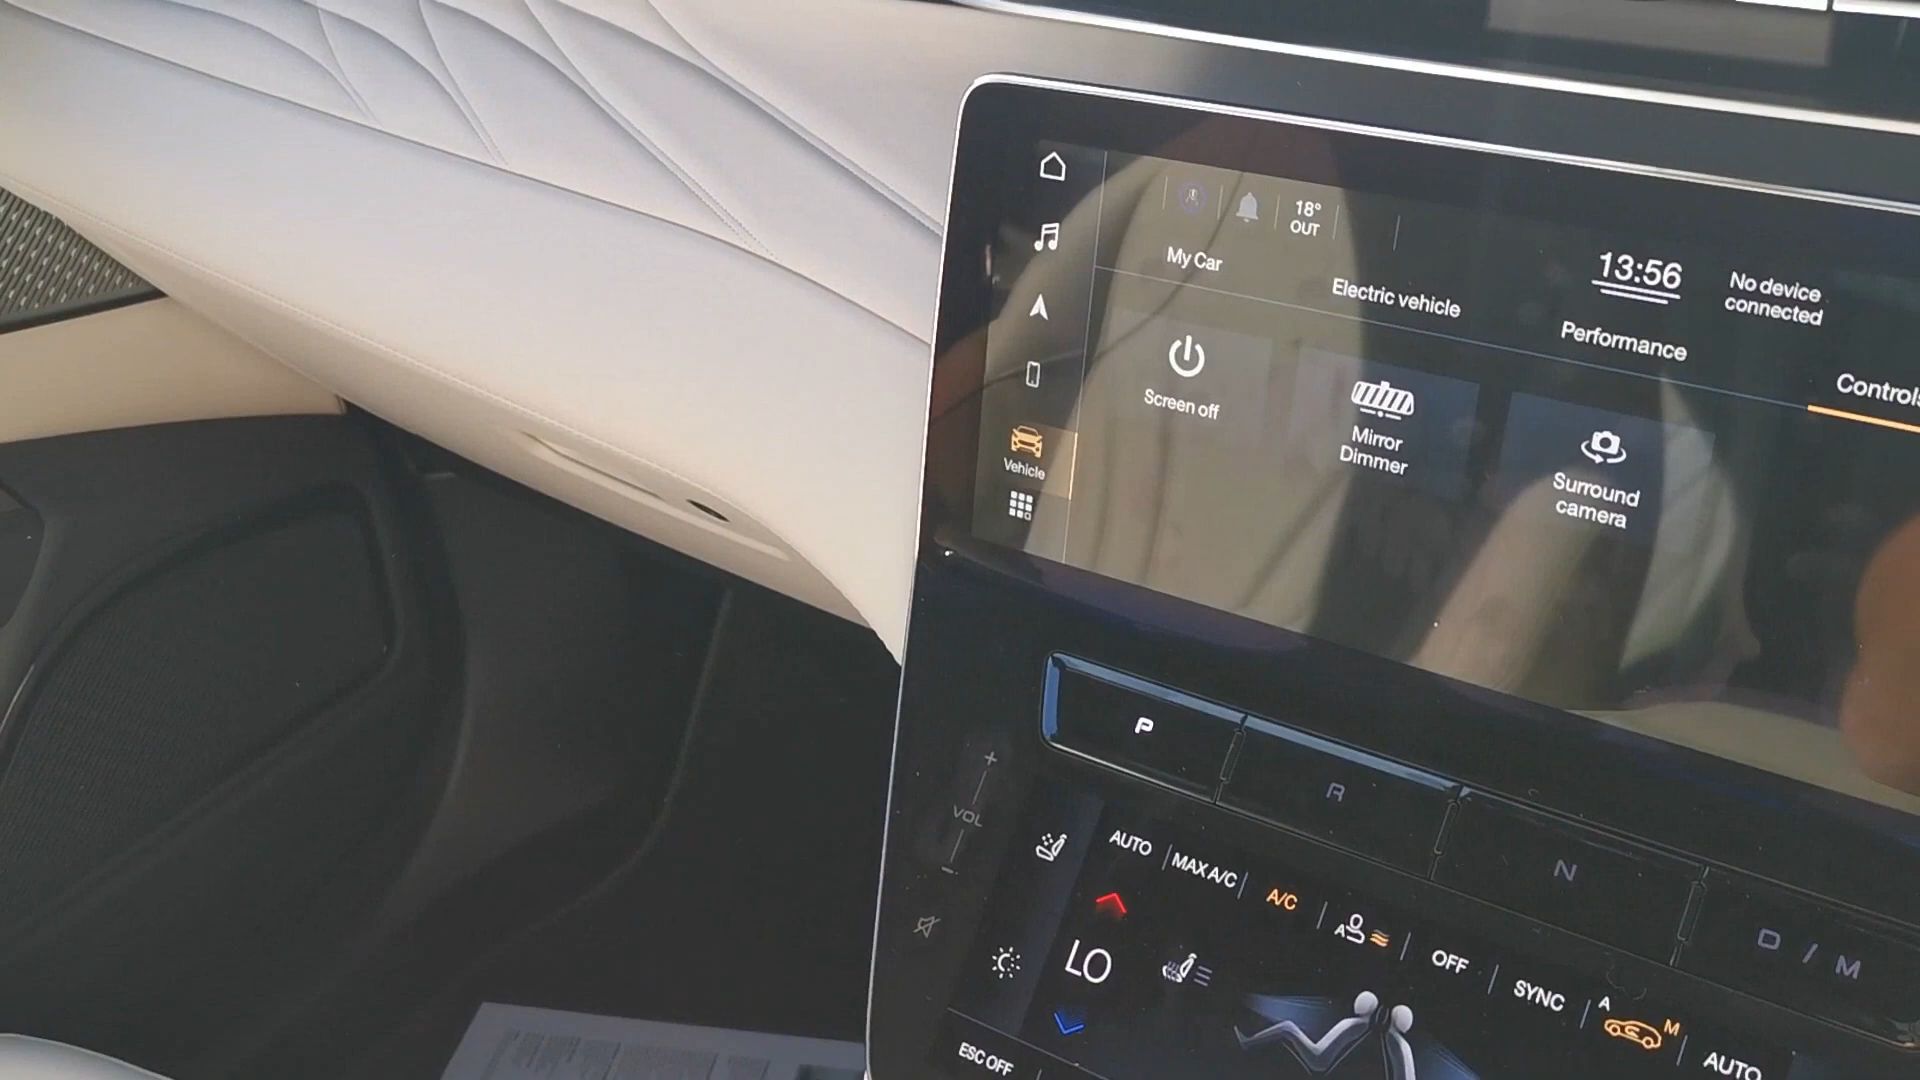 18°
OUT
My Car
Electric vehicle
13:56
No device
connected
Performance
Controls
Screen off
Mirror
Dimmer
Surround
camera
Vehicle
P
R
N
D / M
+
VOL
-
AUTO
MAX A/C
A/C
A
OFF
SYNC
A
M
AUTO
LO
ESC OFF